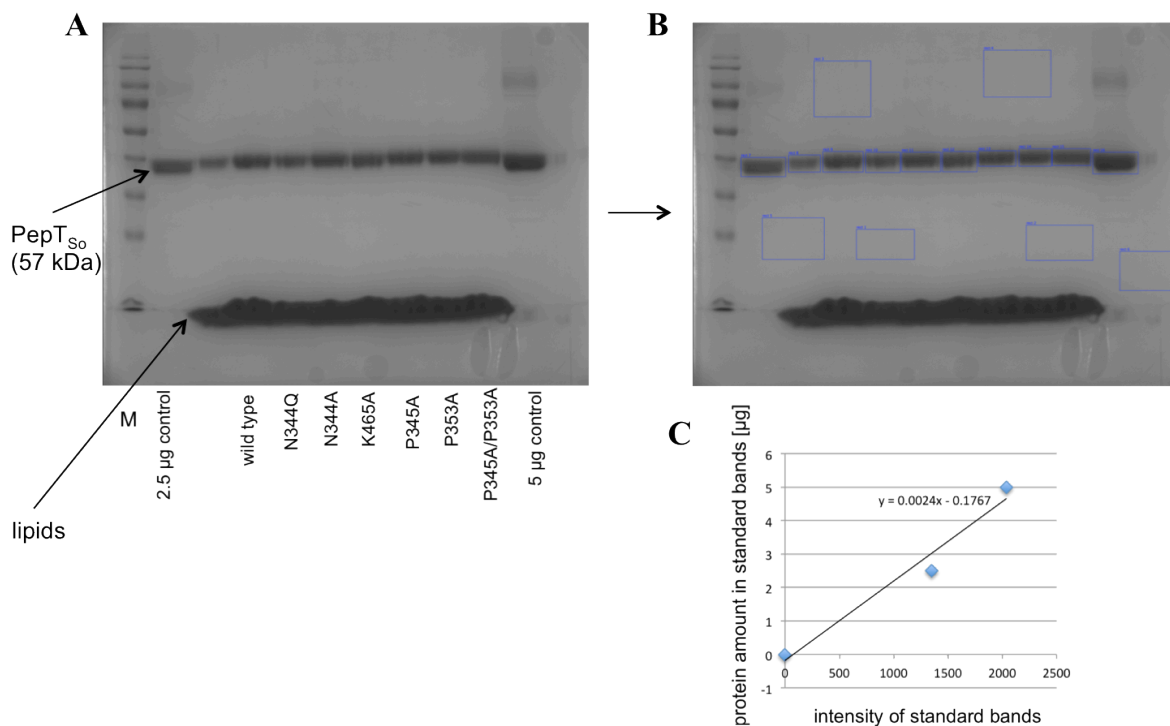 A
B
PepTSo
(57 kDa)
lipids
M
2.5 µg control
wild type
N344Q
N344A
K465A
P345A
P353A
P345A/P353A
5 µg control
C
protein amount in standard bands [µg]
6
5
4
3
2
1
0
-1
y = 0.0024x - 0.1767
0
500
1000
1500
2000
2500
intensity of standard bands